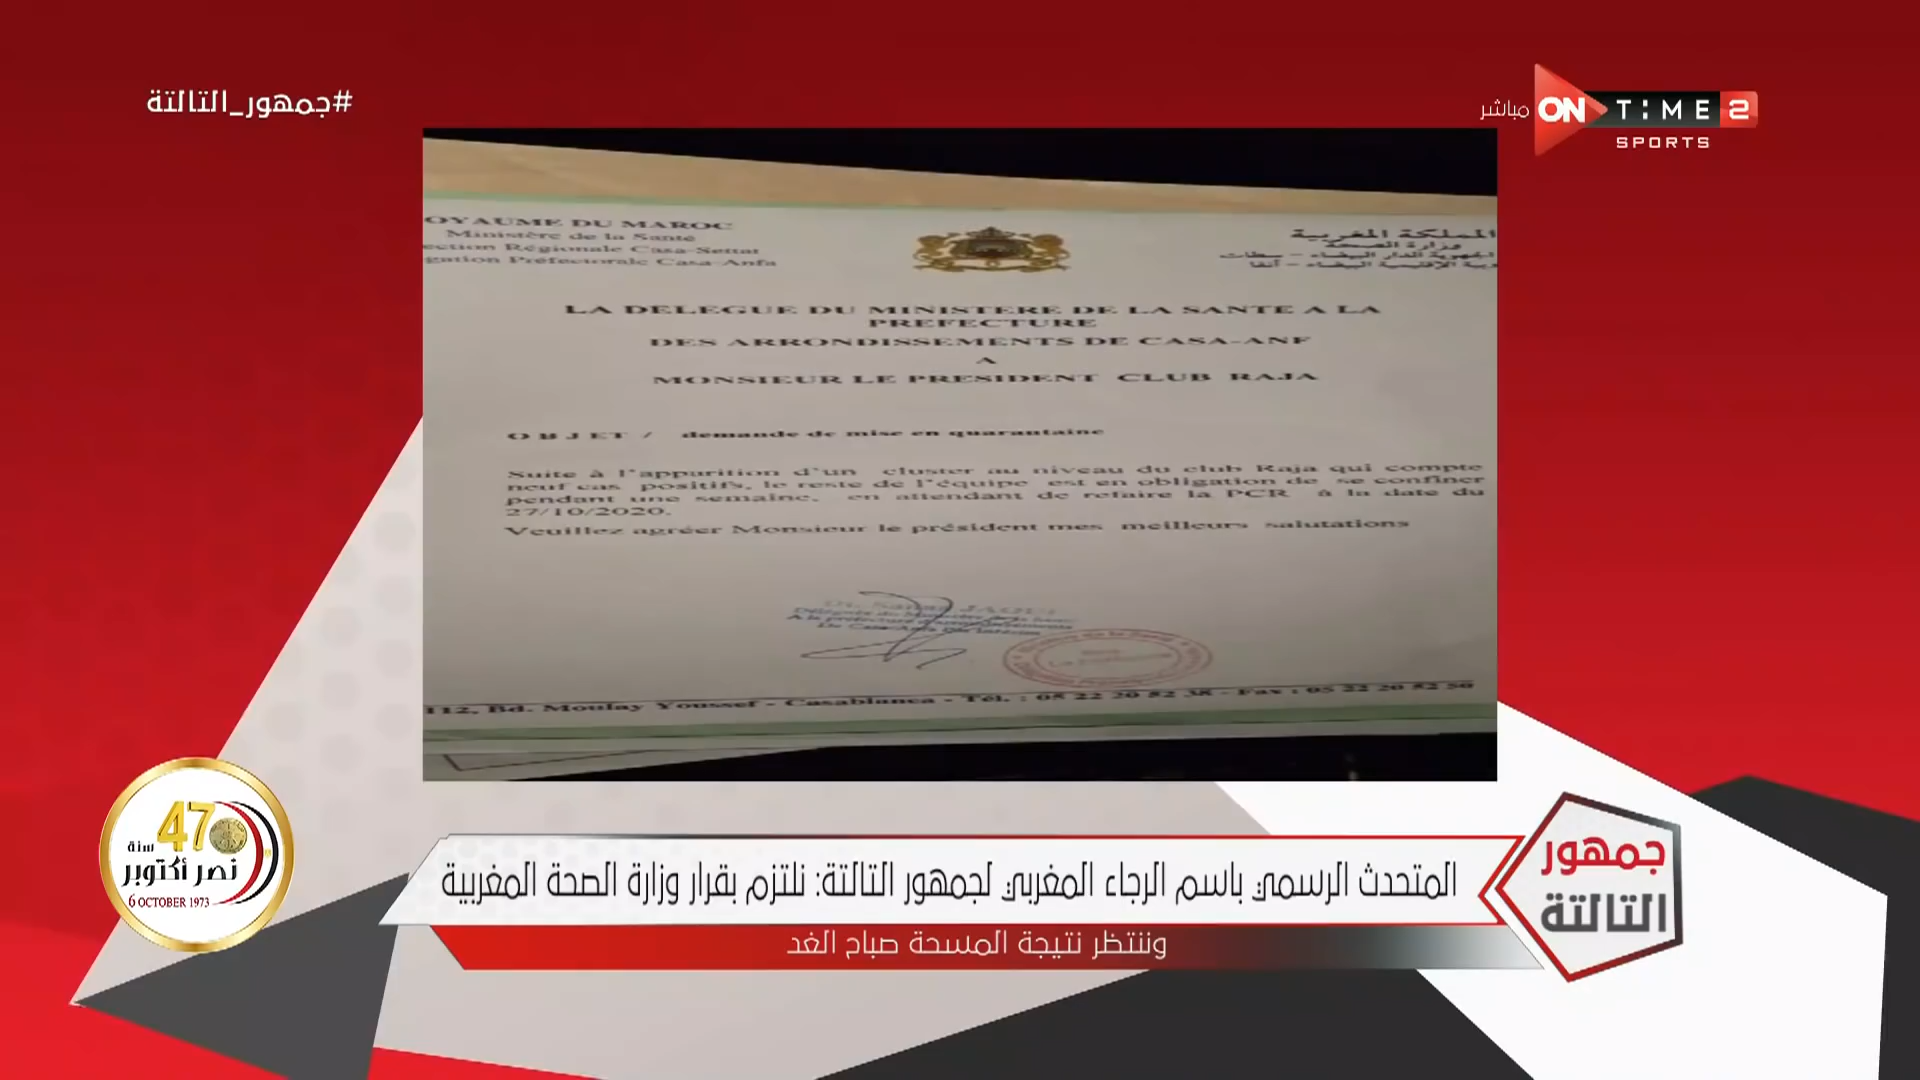 #جمهور_التالتة
مباشر
ON TIME 2
SPORTS
OYAUME DU MAROC
Ministère de la Santé
ection Régionale Casa-Settat
gation Préfectorale Casa-Anfa
المملكة المغربية
وزارة الصحة
الجهوية الدار البيضاء - سطات
الإقليمية البيضاء - أنفا
LA DELEGUE DU MINISTERE DE LA SANTE A LA
PREFECTURE
DES ARRONDISSEMENTS DE CASA-ANF
A
MONSIEUR LE PRESIDENT CLUB RAJA
OBJET / demande de mise en quarantaine
Suite à l'apparition d'un cluster au niveau du club Raja qui compte
neuf cas positifs, le reste de l'équipe est en obligation de se confiner
pendant une semaine, en attendant de refaire la PCR à la date du
27/10/2020.
Veuillez agréer Monsieur le président mes meilleurs salutations
112, Bd. Moulay Youssef - Casablanca - Tél. : 05 22 20 52 38 - Fax : 05 22 20 52 50
47
سنة
نصر أكتوبر
6 OCTOBER 1973
جمهور
التالتة
المتحدث الرسمي باسم الرجاء المغربي لجمهور التالتة: نلتزم بقرار وزارة الصحة المغربية
وننتظر نتيجة المسحة صباح الغد